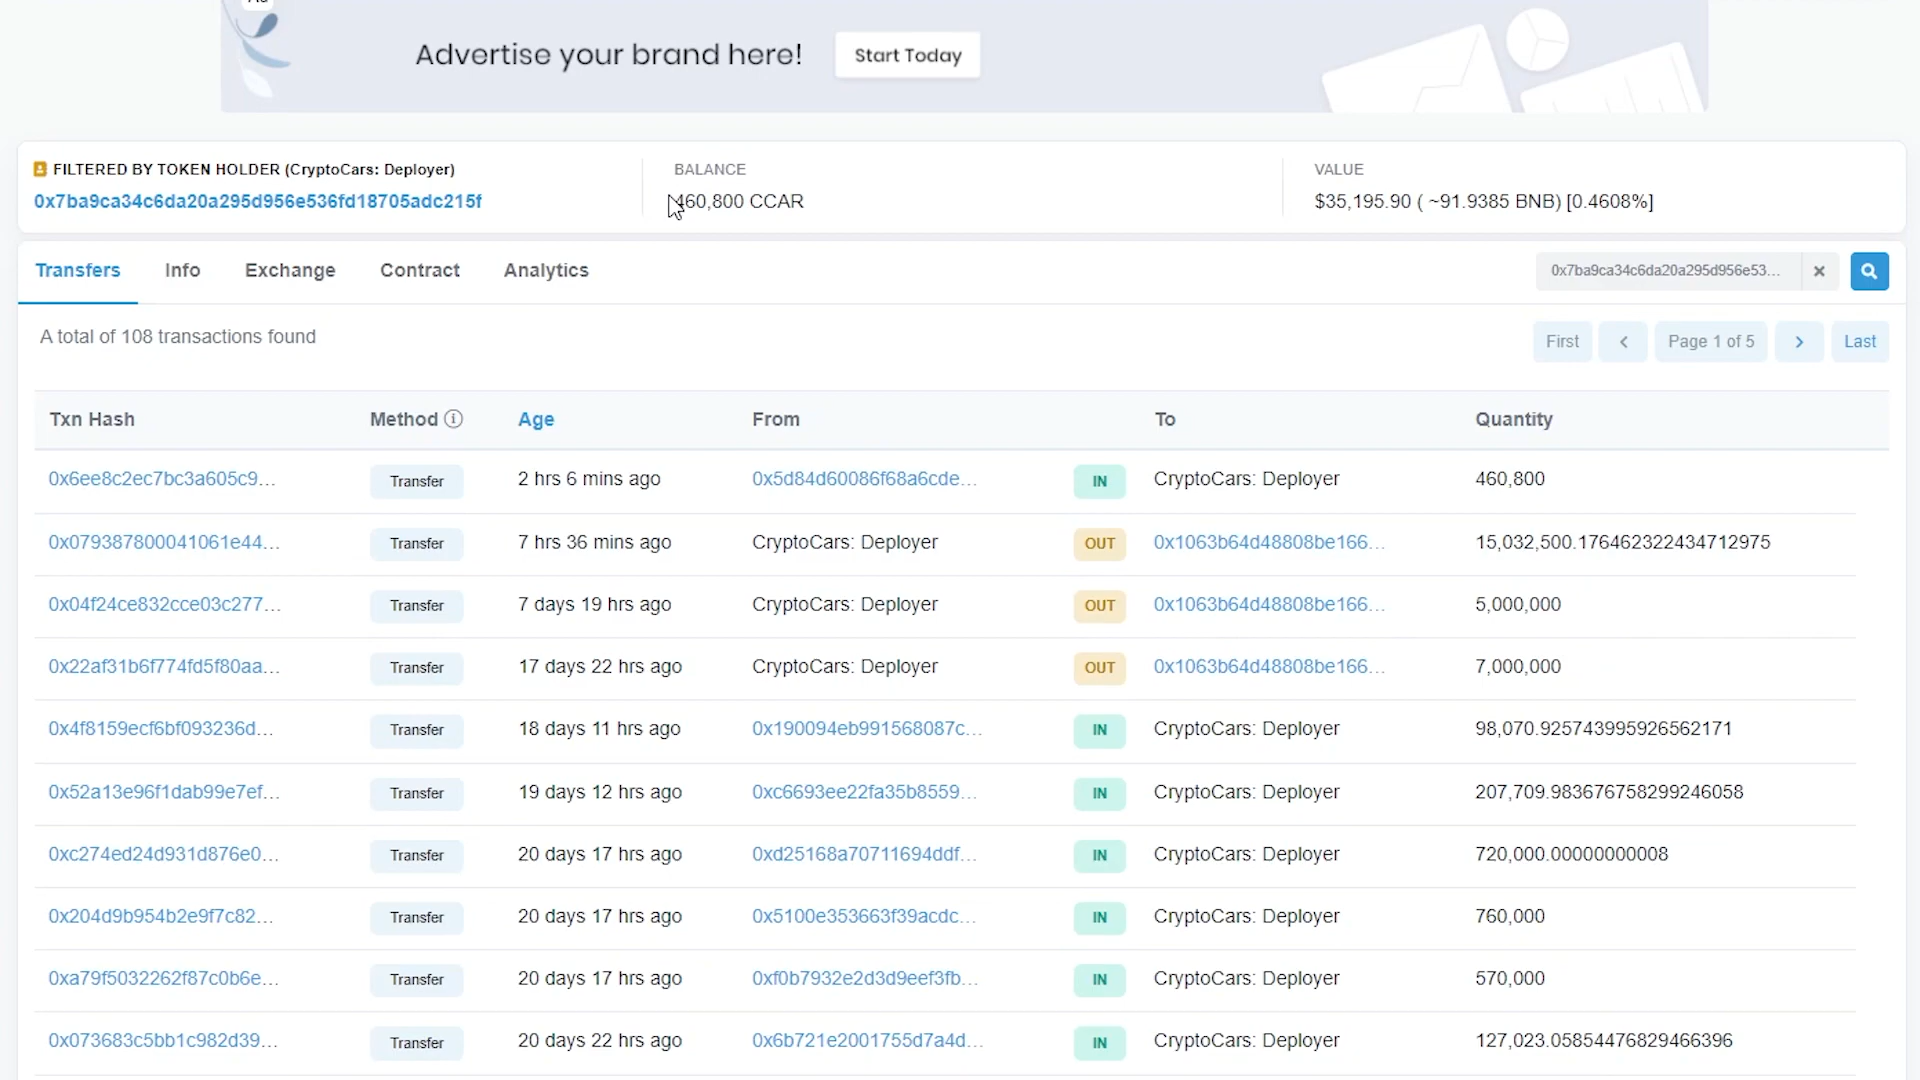 Advertise your brand here! Start Today
FILTERED BY TOKEN HOLDER (CryptoCars: Deployer)
0x7ba9ca34c6da20a295d956e536fd18705adc215f
BALANCE
460,800 CCAR
VALUE
$35,195.90 ( ~91.9385 BNB) [0.4608%]
Transfers Info Exchange Contract Analytics 0x7ba9ca34c6da20a295d956e53...
A total of 108 transactions found
First Page 1 of 5 Last
Txn Hash Method Age From To Quantity
0x6ee8c2ec7bc3a605c9... Transfer 2 hrs 6 mins ago 0x5d84d60086f68a6cde... IN CryptoCars: Deployer 460,800
0x079387800041061e44... Transfer 7 hrs 36 mins ago CryptoCars: Deployer OUT 0x1063b64d48808be166... 15,032,500.176462322434712975
0x04f24ce832cce03c277... Transfer 7 days 19 hrs ago CryptoCars: Deployer OUT 0x1063b64d48808be166... 5,000,000
0x22af31b6f774fd5f80aa... Transfer 17 days 22 hrs ago CryptoCars: Deployer OUT 0x1063b64d48808be166... 7,000,000
0x4f8159ecf6bf093236d... Transfer 18 days 11 hrs ago 0x190094eb991568087c... IN CryptoCars: Deployer 98,070.925743995926562171
0x52a13e96f1dab99e7ef... Transfer 19 days 12 hrs ago 0xc6693ee22fa35b8559... IN CryptoCars: Deployer 207,709.983676758299246058
0xc274ed24d931d876e0... Transfer 20 days 17 hrs ago 0xd25168a70711694ddf... IN CryptoCars: Deployer 720,000.00000000008
0x204d9b954b2e9f7c82... Transfer 20 days 17 hrs ago 0x5100e353663f39acdc... IN CryptoCars: Deployer 760,000
0xa79f5032262f87c0b6e... Transfer 20 days 17 hrs ago 0xf0b7932e2d3d9eef3fb... IN CryptoCars: Deployer 570,000
0x073683c5bb1c982d39... Transfer 20 days 22 hrs ago 0x6b721e2001755d7a4d... IN CryptoCars: Deployer 127,023.05854476829466396